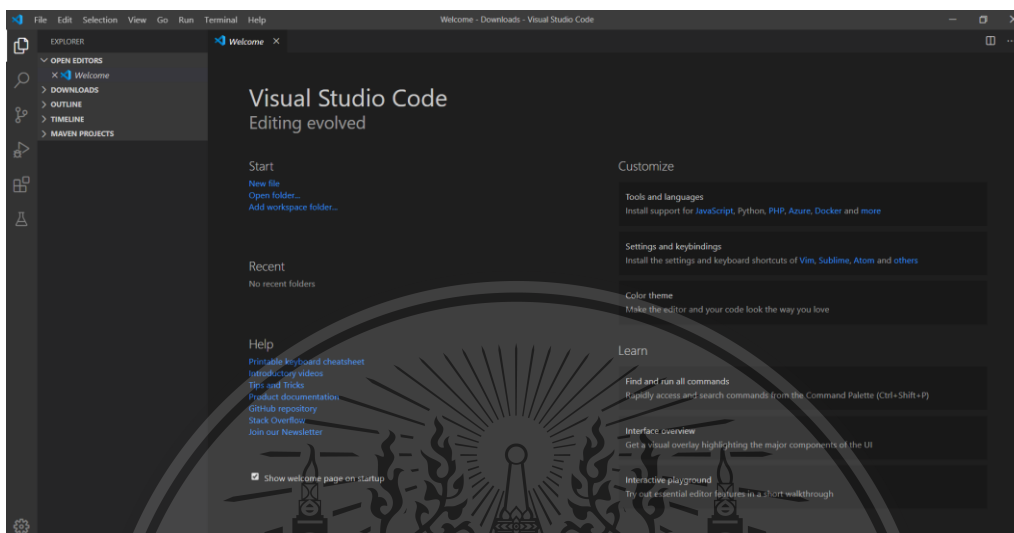 File Edit Selection View Go Run Terminal Help
Welcome - Downloads - Visual Studio Code
EXPLORER
OPEN EDITORS
Welcome
DOWNLOADS
OUTLINE
TIMELINE
MAVEN PROJECTS
Welcome
Visual Studio Code
Editing evolved
Start
New file
Open folder...
Add workspace folder...
Recent
No recent folders
Help
Printable keyboard cheatsheet
Introductory videos
Tips and Tricks
Product documentation
GitHub repository
Stack Overflow
Join our Newsletter
Show welcome page on startup
Customize
Tools and languages
Install support for JavaScript, Python, PHP, Azure, Docker and more
Settings and keybindings
Install the settings and keyboard shortcuts of Vim, Sublime, Atom and others
Color theme
Make the editor and your code look the way you love
Learn
Find and run all commands
Rapidly access and search commands from the Command Palette (Ctrl+Shift+P)
Interface overview
Get a visual overlay highlighting the major components of the UI
Interactive playground
Try out essential editor features in a short walkthrough